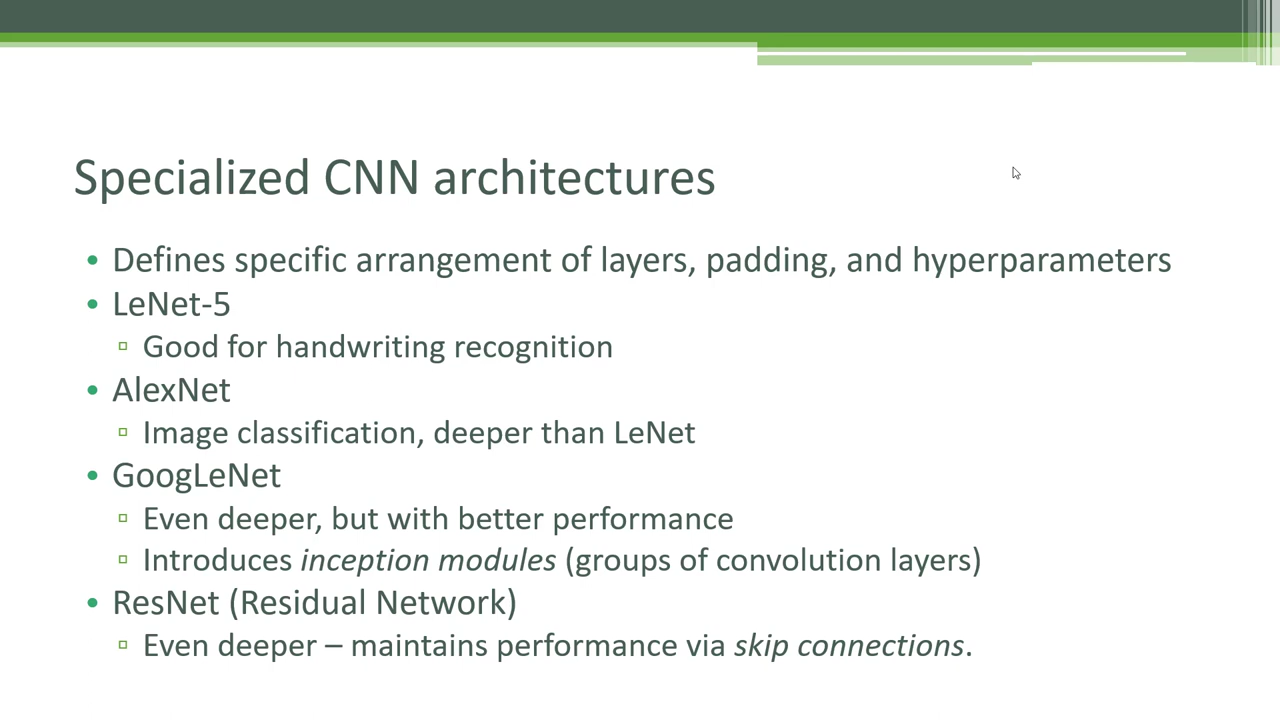 Specialized CNN architectures
• Defines specific arrangement of layers, padding, and hyperparameters
• LeNet-5
▫ Good for handwriting recognition
• AlexNet
▫ Image classification, deeper than LeNet
• GoogLeNet
▫ Even deeper, but with better performance
▫ Introduces inception modules (groups of convolution layers)
• ResNet (Residual Network)
▫ Even deeper – maintains performance via skip connections.